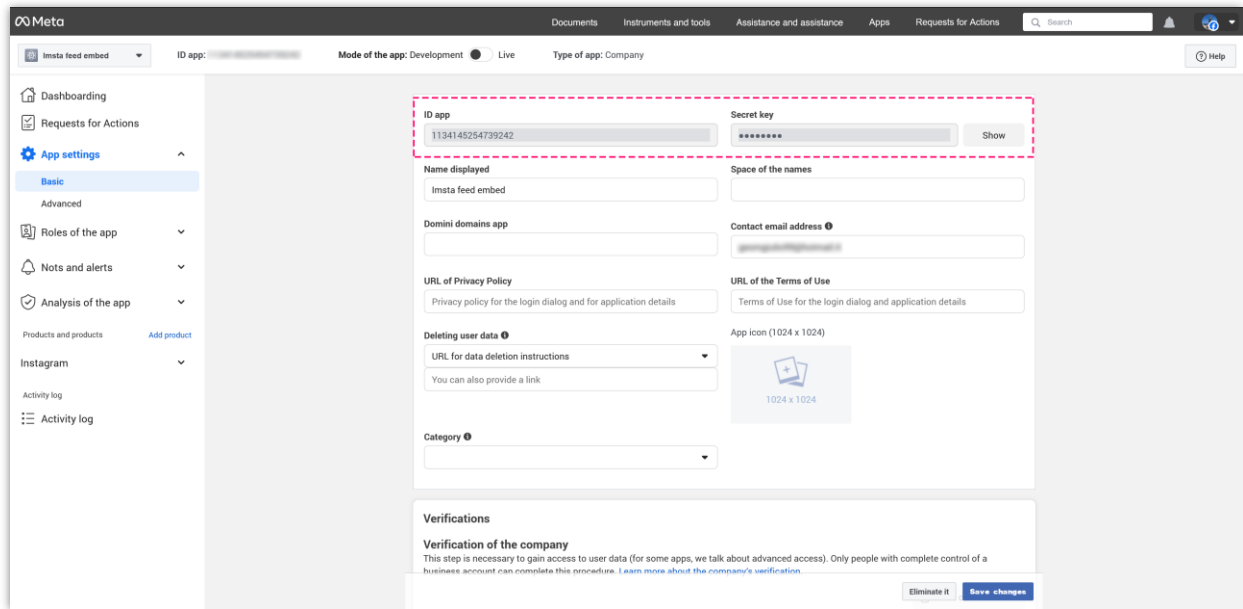 Meta
Documents
Instruments and tools
Assistance and assistance
Apps
Requests for Actions
Search
Imsta feed embed
ID app:
Mode of the app: Development
Live
Type of app: Company
Help
Dashboarding
Requests for Actions
App settings
Basic
Advanced
Roles of the app
Nots and alerts
Analysis of the app
Products and products
Add product
Instagram
Activity log
Activity log
ID app
Secret key
1134145254739242
••••••••
Show
Name displayed
Space of the names
Imsta feed embed
Domini domains app
Contact email address
URL of Privacy Policy
URL of the Terms of Use
Privacy policy for the login dialog and for application details
Terms of Use for the login dialog and application details
Deleting user data
App icon (1024 x 1024)
URL for data deletion instructions
You can also provide a link
1024 x 1024
Category
Verifications
Verification of the company
This step is necessary to gain access to user data (for some apps, we talk about advanced access). Only people with complete control of a
business account can complete this procedure. Learn more about the company's verification
Eliminate it
Save changes